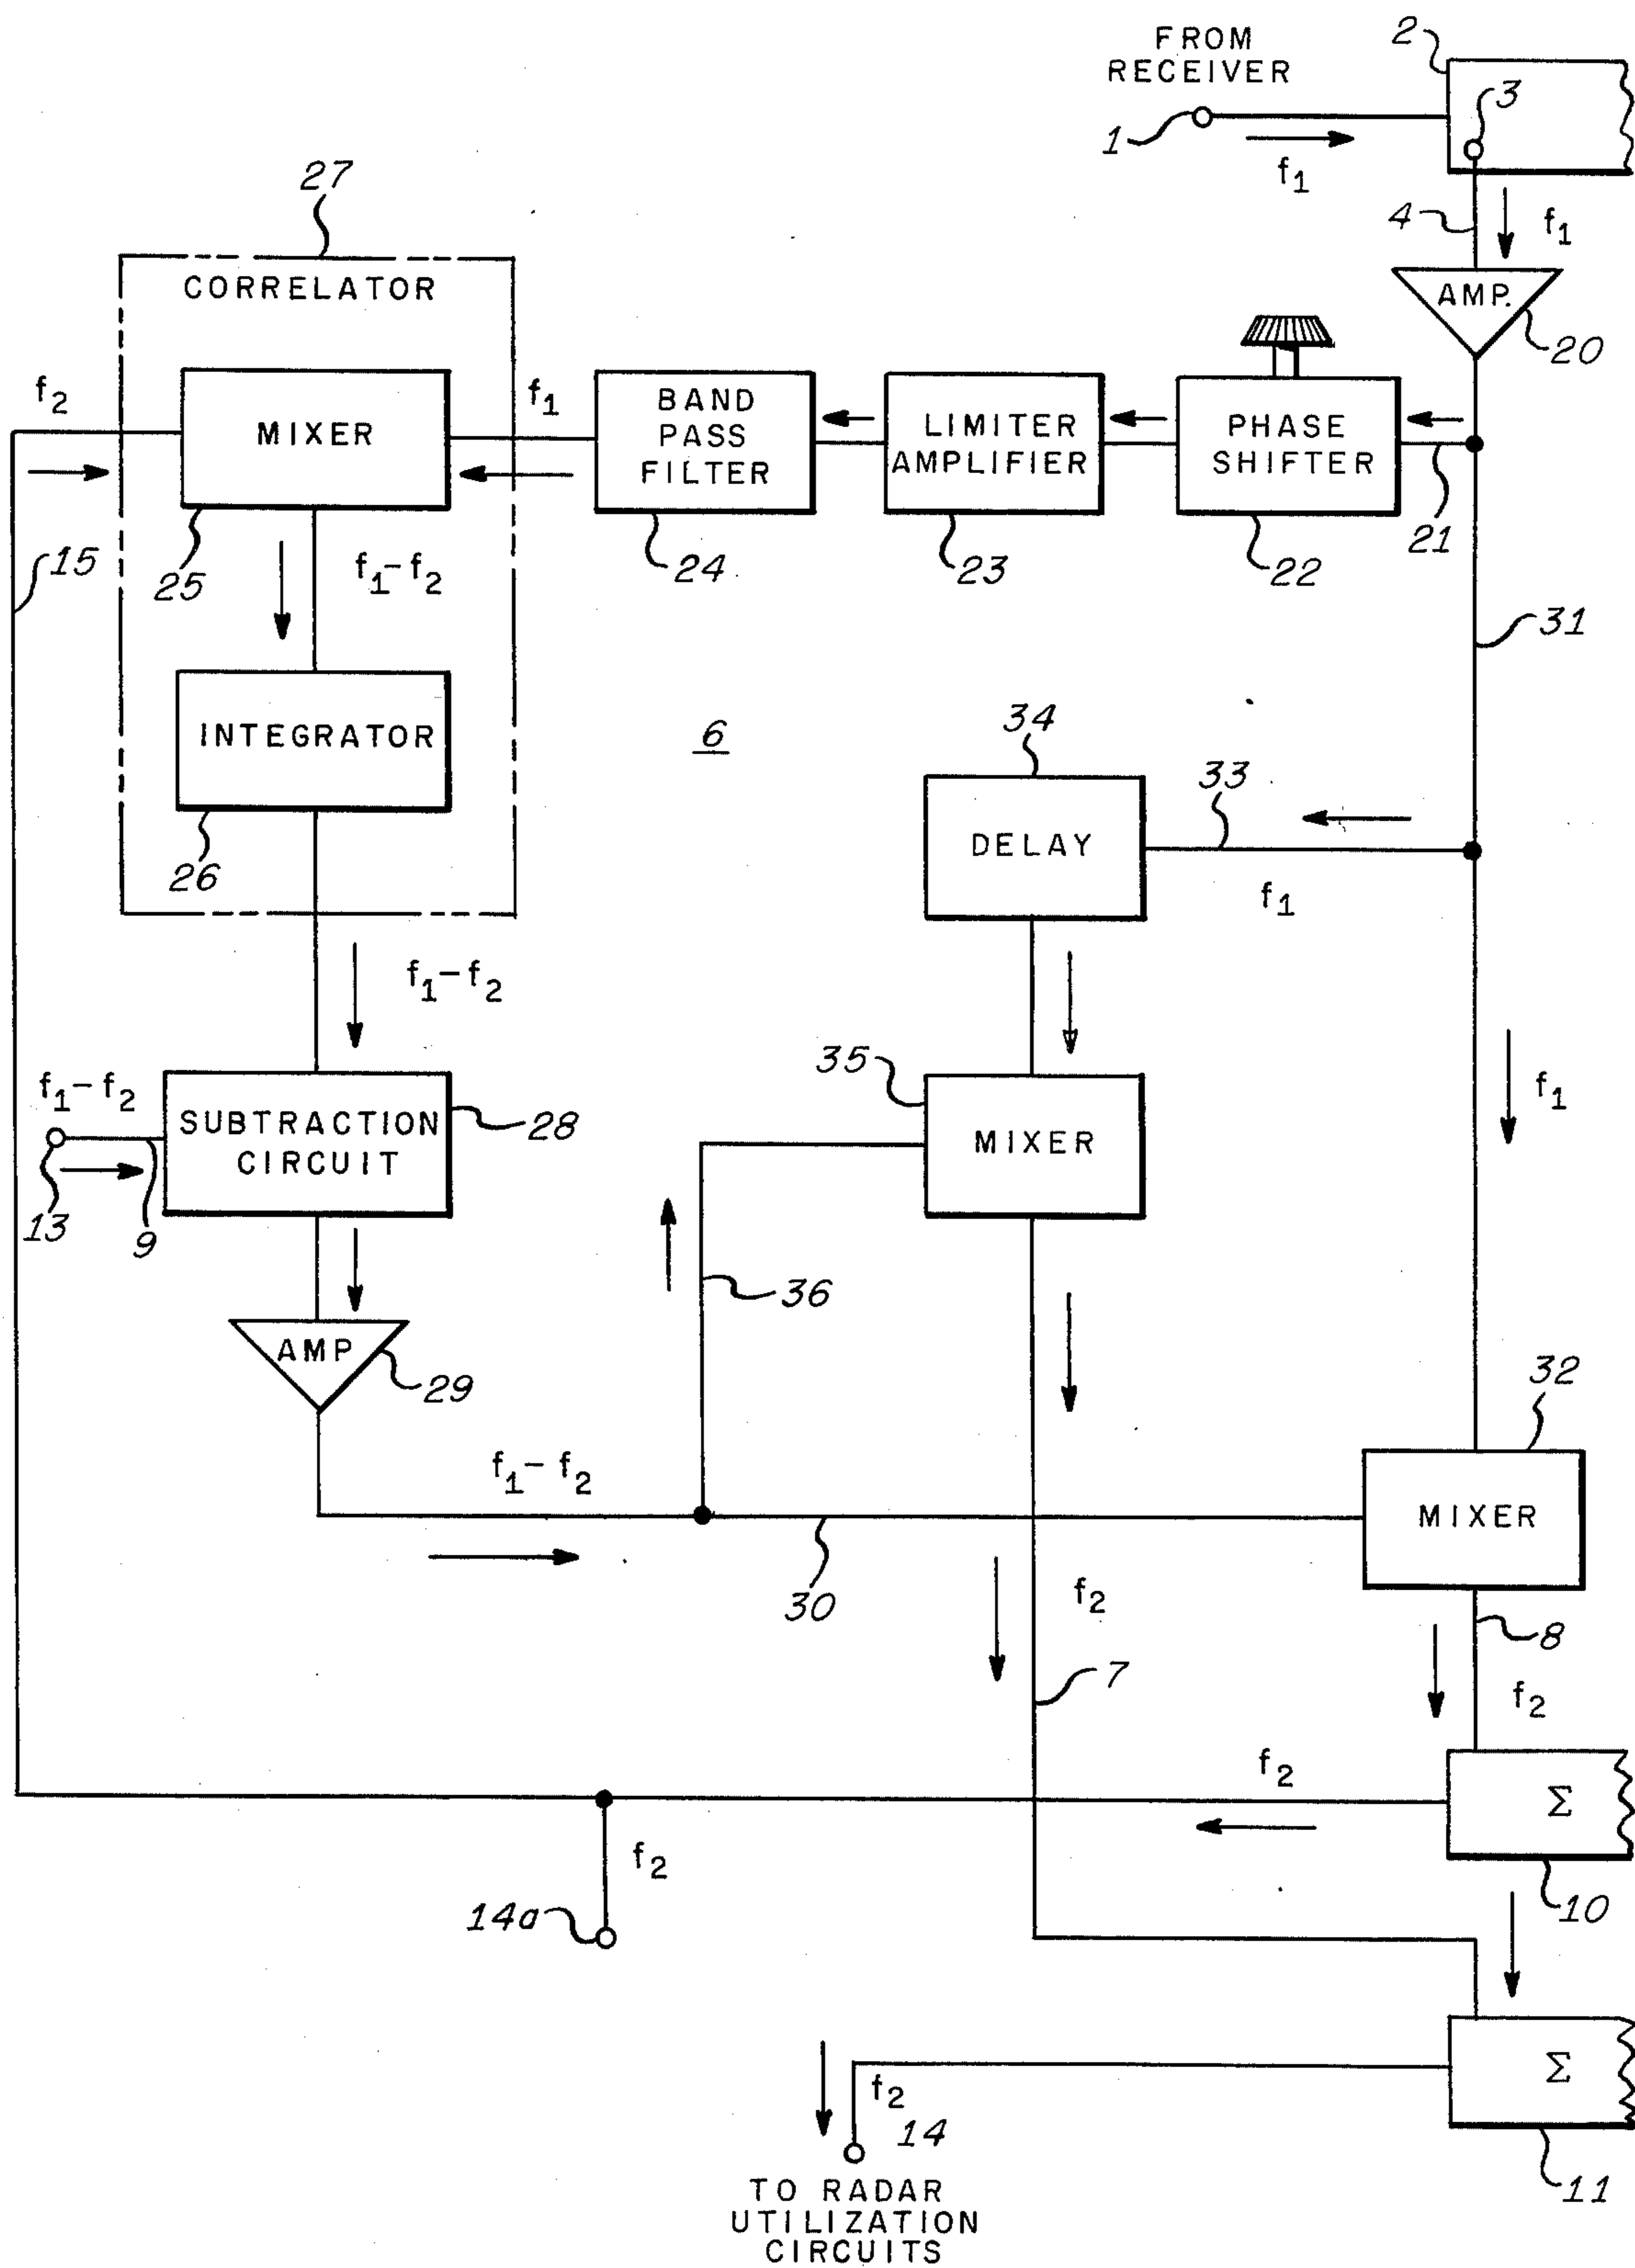 FROM
RECEIVER
1
f1
2
3
4
f1
AMP.
20
27
CORRELATOR
f2
MIXER
f1
BAND
PASS
FILTER
LIMITER
AMPLIFIER
PHASE
SHIFTER
21
15
25
f1-f2
24
23
22
31
INTEGRATOR
26
6
34
33
DELAY
f1
f1-f2
35
f1
f1-f2
SUBTRACTION
CIRCUIT
28
13
9
MIXER
36
AMP
29
32
f1-f2
MIXER
30
f2
8
7
f2
f2
Σ
10
f2
14a
Σ
11
f2
14
TO RADAR
UTILIZATION
CIRCUITS